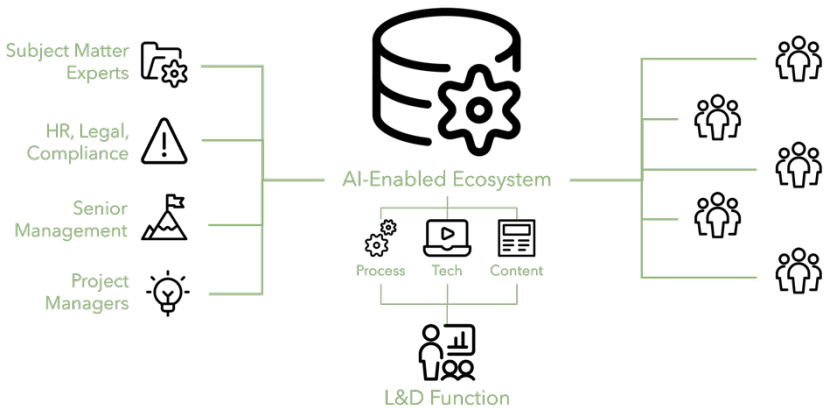 Subject Matter
Experts
HR, Legal,
Compliance
Senior
Management
Project
Managers
AI-Enabled Ecosystem
Process
Tech
Content
L&D Function